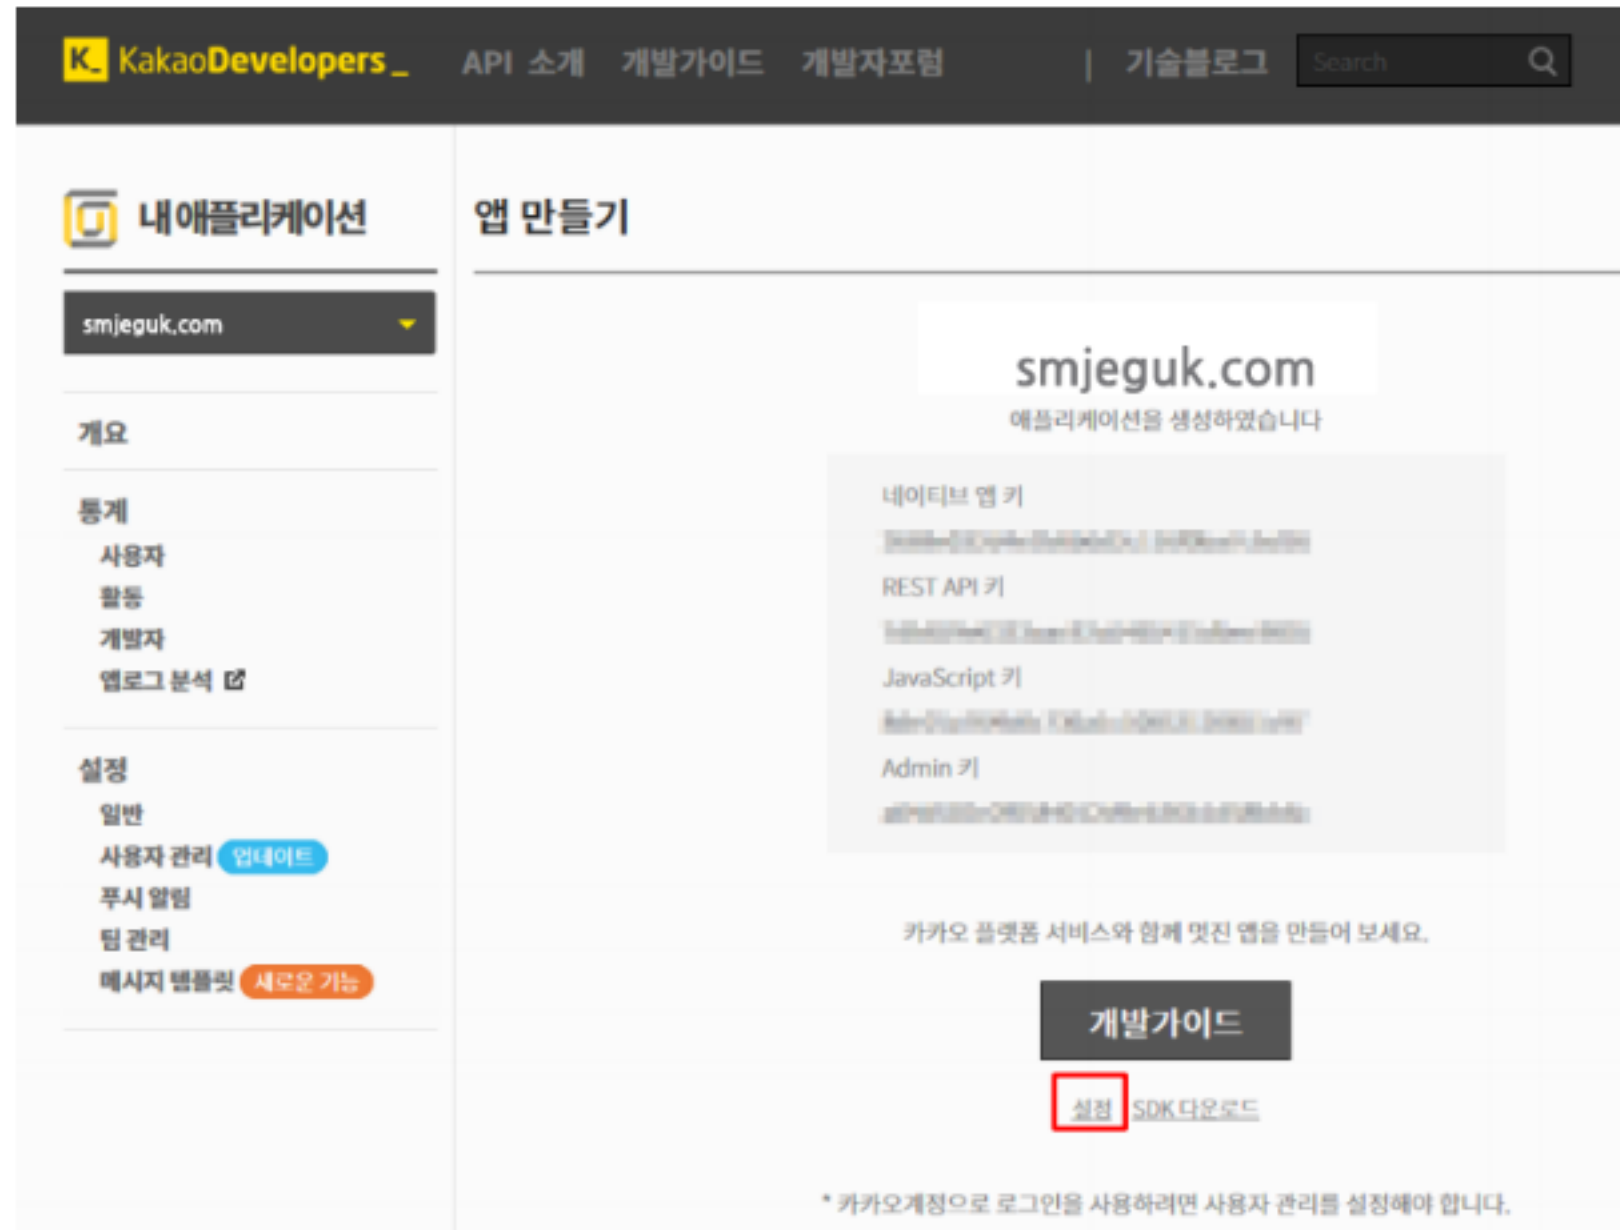 K_ KakaoDevelopers_ API 소개 개발가이드 개발자포럼 | 기술블로그 Search
내 애플리케이션
smjeguk.com
개요
통계
사용자
활동
개발자
앱로그 분석
설정
일반
사용자 관리 업데이트
푸시 알림
팀 관리
메시지 템플릿 새로운 기능
앱 만들기
smjeguk.com
애플리케이션을 생성하였습니다
네이티브 앱 키
REST API 키
JavaScript 키
Admin 키
카카오 플랫폼 서비스와 함께 멋진 앱을 만들어 보세요.
개발가이드
설정 SDK 다운로드
* 카카오계정으로 로그인을 사용하려면 사용자 관리를 설정해야 합니다.